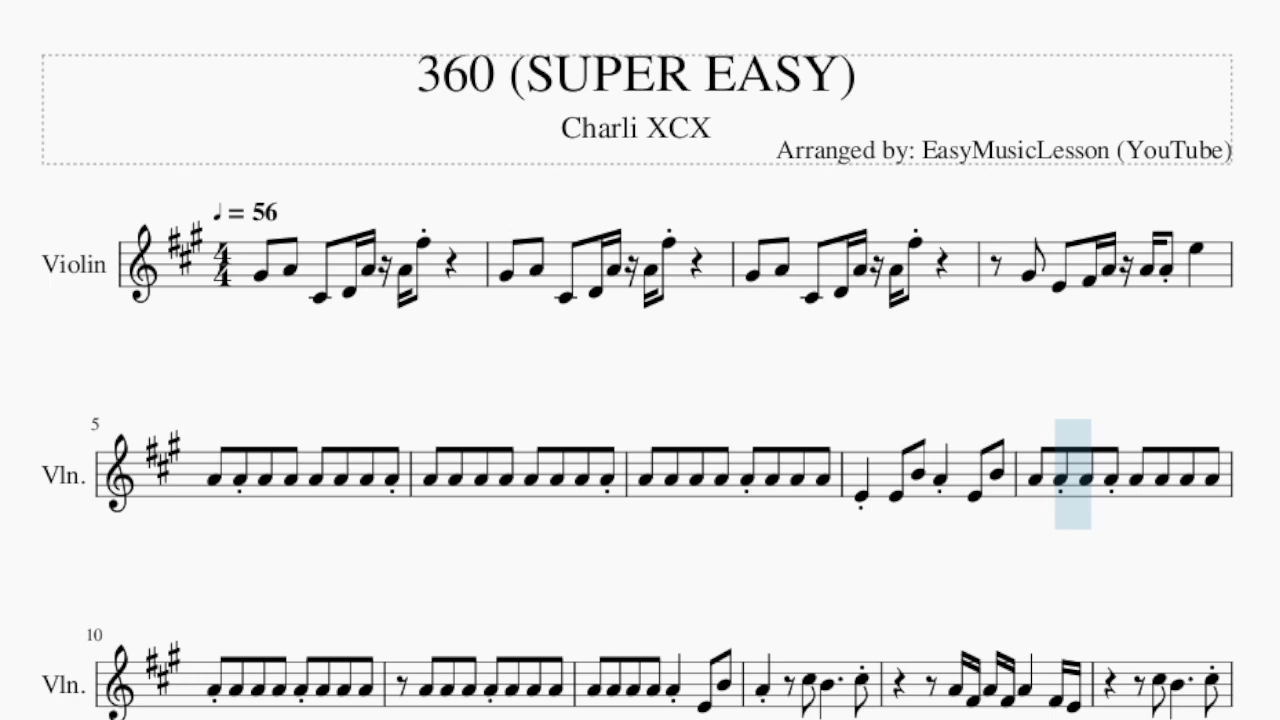 360 (SUPER EASY)
Charli XCX
Arranged by: EasyMusicLesson (YouTube)
♩ = 56
Violin
4
4
5
Vln.
10
Vln.